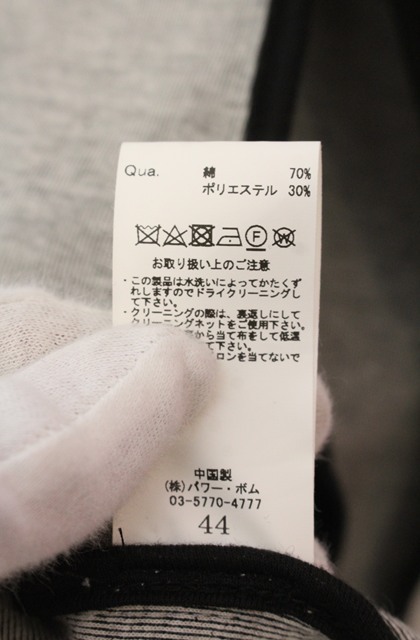 Qua. 綿 70%
ポリエステル 30%
F W
お取り扱い上のご注意
・この製品は水洗いによってかたくず
れしますのでドライクリーニングし
て下さい。
・クリーニングの際は、裏返しにして
クリーニングネットをご使用下さい。
から当て布をして低温
て下さい。
ロンを当てないで
中国製
(株)パワー・ボム
03-5770-4777
44